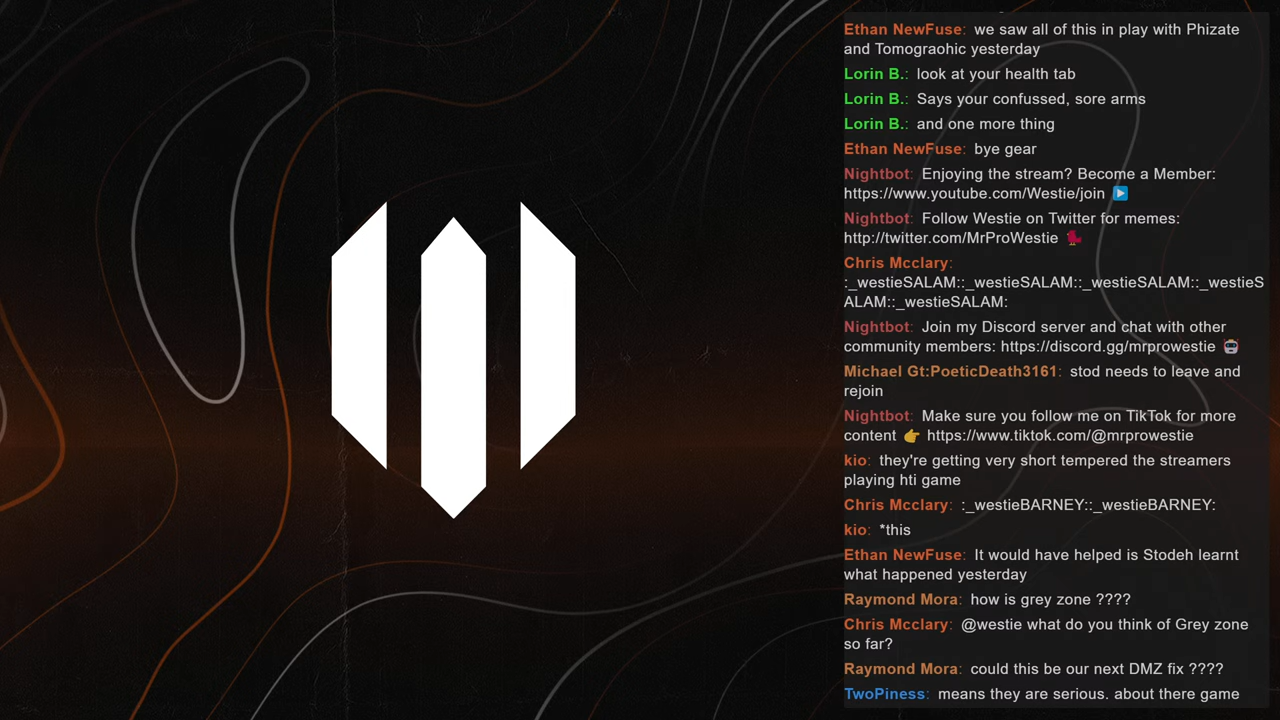 Ethan NewFuse: we saw all of this in play with Phizate
and Tomograohic yesterday
Lorin B.: look at your health tab
Lorin B.: Says your confussed, sore arms
Lorin B.: and one more thing
Ethan NewFuse: bye gear
Nightbot: Enjoying the stream? Become a Member:
https://www.youtube.com/Westie/join ▶️
Nightbot: Follow Westie on Twitter for memes:
http://twitter.com/MrProWestie 🦤
Chris Mcclary:
:_westieSALAM::_westieSALAM::_westieSALAM::_westieS
ALAM::_westieSALAM:
Nightbot: Join my Discord server and chat with other
community members: https://discord.gg/mrprowestie 🤖
Michael Gt:PoeticDeath3161: stod needs to leave and
rejoin
Nightbot: Make sure you follow me on TikTok for more
content 👉 https://www.tiktok.com/@mrprowestie
kio: they're getting very short tempered the streamers
playing hti game
Chris Mcclary: :_westieBARNEY::_westieBARNEY:
kio: *this
Ethan NewFuse: It would have helped is Stodeh learnt
what happened yesterday
Raymond Mora: how is grey zone ????
Chris Mcclary: @westie what do you think of Grey zone
so far?
Raymond Mora: could this be our next DMZ fix ????
TwoPiness: means they are serious. about there game